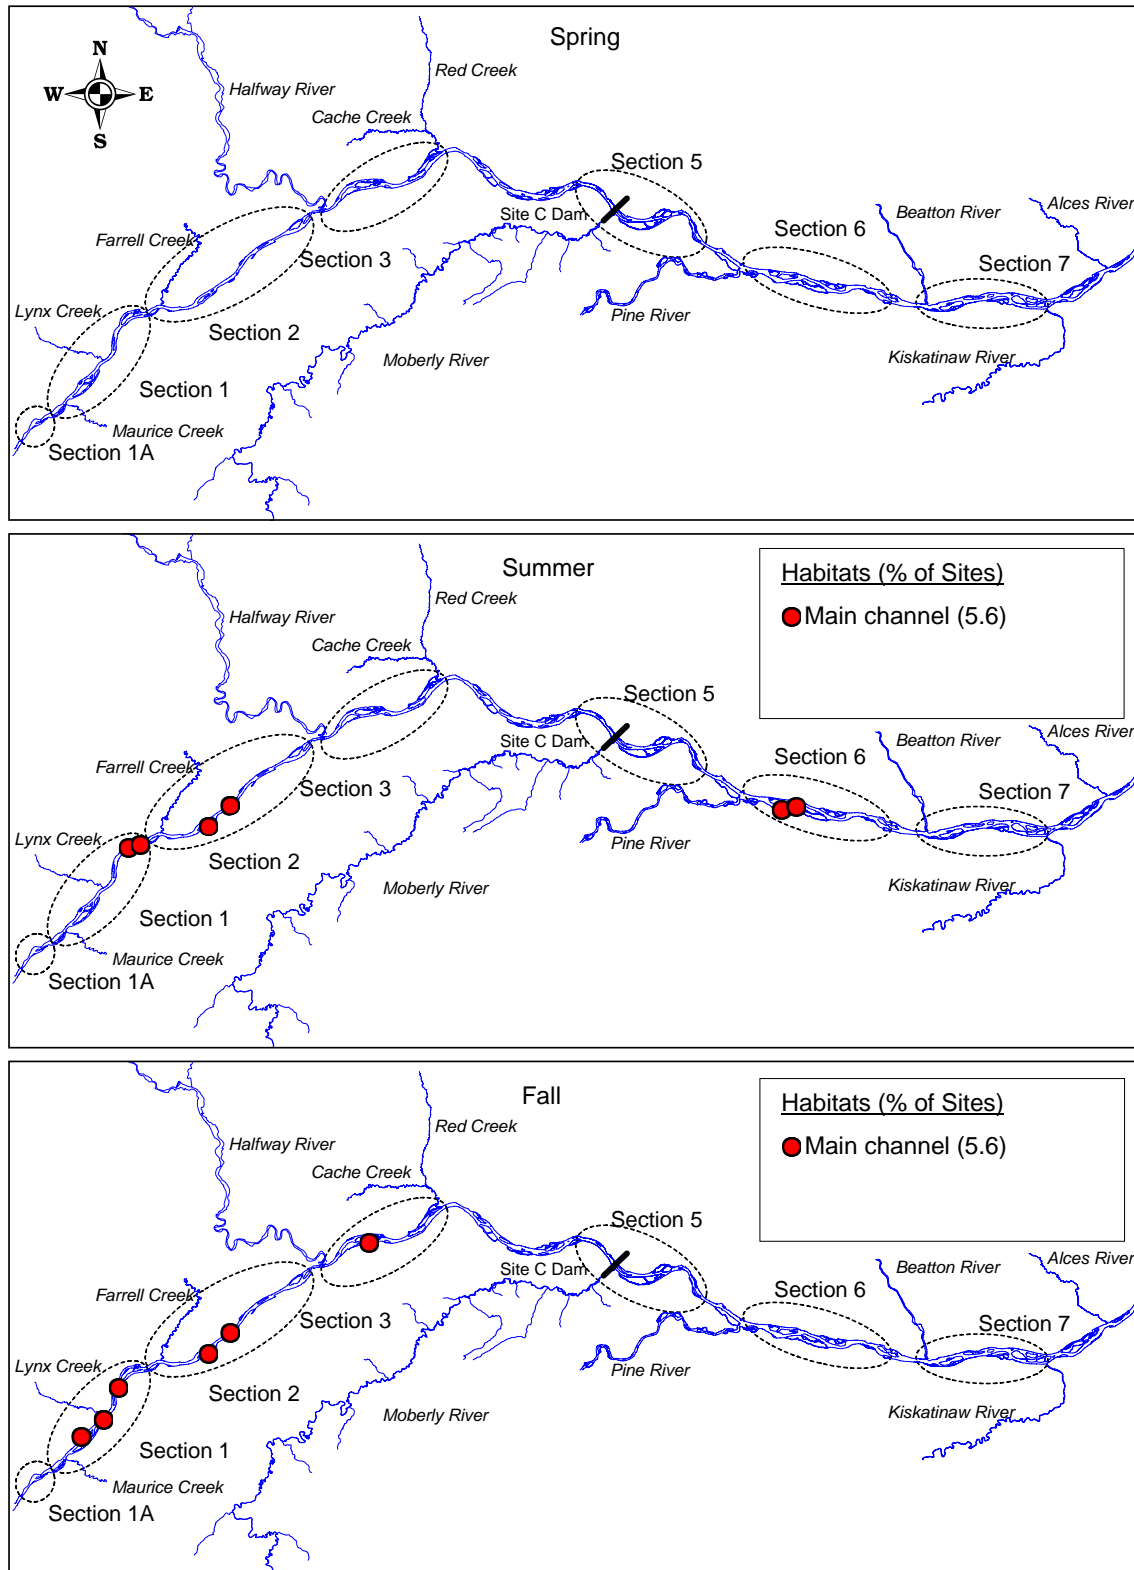 Spring
N
W E
S
Red Creek
Halfway River
Cache Creek
Section 5
Site C Dam
Beatton River
Alces River
Farrell Creek
Section 3
Section 6
Section 7
Lynx Creek
Section 2
Pine River
Moberly River
Kiskatinaw River
Section 1
Maurice Creek
Section 1A
Summer
Habitats (% of Sites)
Main channel (5.6)
Red Creek
Halfway River
Cache Creek
Section 5
Site C Dam
Beatton River
Alces River
Farrell Creek
Section 3
Section 6
Section 7
Lynx Creek
Section 2
Pine River
Moberly River
Kiskatinaw River
Section 1
Maurice Creek
Section 1A
Fall
Habitats (% of Sites)
Main channel (5.6)
Red Creek
Halfway River
Cache Creek
Section 5
Site C Dam
Beatton River
Alces River
Farrell Creek
Section 3
Section 6
Section 7
Lynx Creek
Section 2
Pine River
Moberly River
Kiskatinaw River
Section 1
Maurice Creek
Section 1A